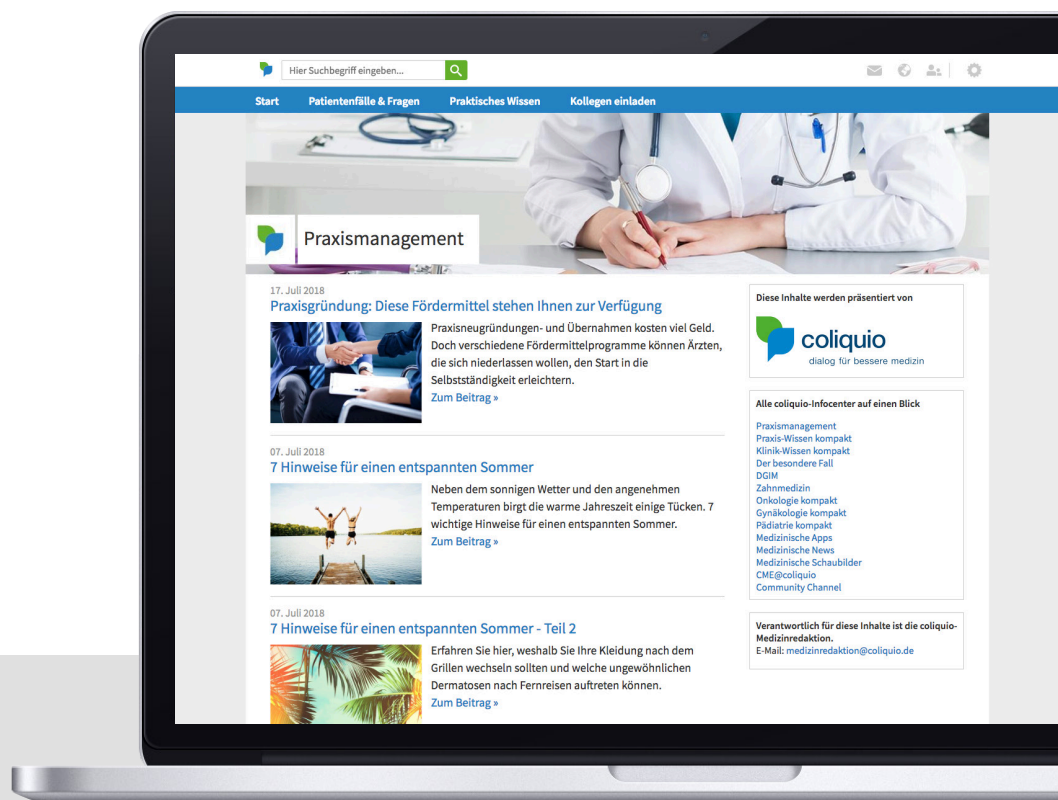 Hier Suchbegriff eingeben...
Start Patientenfälle & Fragen Praktisches Wissen Kollegen einladen
Praxismanagement
17. Juli 2018
Praxisgründung: Diese Fördermittel stehen Ihnen zur Verfügung
Praxisneugründungen- und Übernahmen kosten viel Geld.
Doch verschiedene Fördermittelprogramme können Ärzten,
die sich niederlassen wollen, den Start in die
Selbstständigkeit erleichtern.
Zum Beitrag »
07. Juli 2018
7 Hinweise für einen entspannten Sommer
Neben dem sonnigen Wetter und den angenehmen
Temperaturen birgt die warme Jahreszeit einige Tücken. 7
wichtige Hinweise für einen entspannten Sommer.
Zum Beitrag »
07. Juli 2018
7 Hinweise für einen entspannten Sommer - Teil 2
Erfahren Sie hier, weshalb Sie Ihre Kleidung nach dem
Grillen wechseln sollten und welche ungewöhnlichen
Dermatosen nach Fernreisen auftreten können.
Zum Beitrag »
Diese Inhalte werden präsentiert von
coliquio
dialog für bessere medizin
Alle coliquio-Infocenter auf einen Blick
Praxismanagement
Praxis-Wissen kompakt
Klinik-Wissen kompakt
Der besondere Fall
DGIM
Zahnmedizin
Onkologie kompakt
Gynäkologie kompakt
Pädiatrie kompakt
Medizinische Apps
Medizinische News
Medizinische Schaubilder
CME@coliquio
Community Channel
Verantwortlich für diese Inhalte ist die coliquio-
Medizinredaktion.
E-Mail: medizinredaktion@coliquio.de